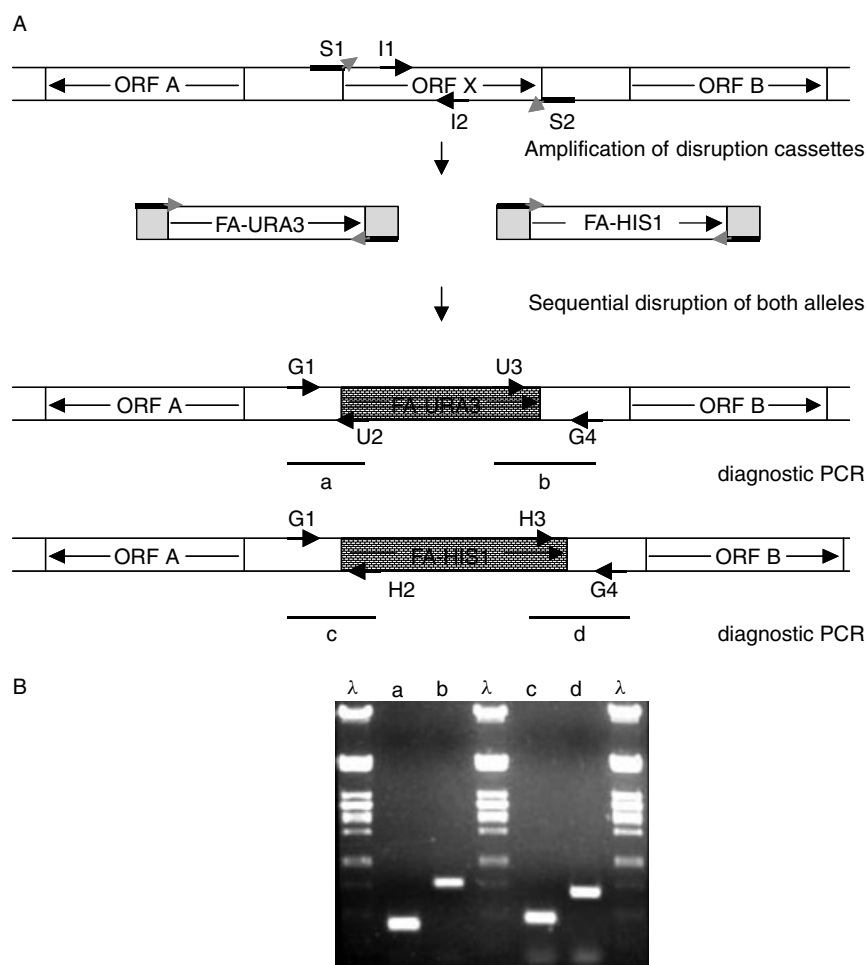 A
S1 I1
ORF A ORF X ORF B
I2 S2
Amplification of disruption cassettes
FA-URA3 FA-HIS1
Sequential disruption of both alleles
G1 U3
ORF A FA-URA3 ORF B
U2 G4
a b diagnostic PCR
G1 H3
ORF A FA-HIS1 ORF B
H2 G4
c d diagnostic PCR
B
λ a b λ c d λ